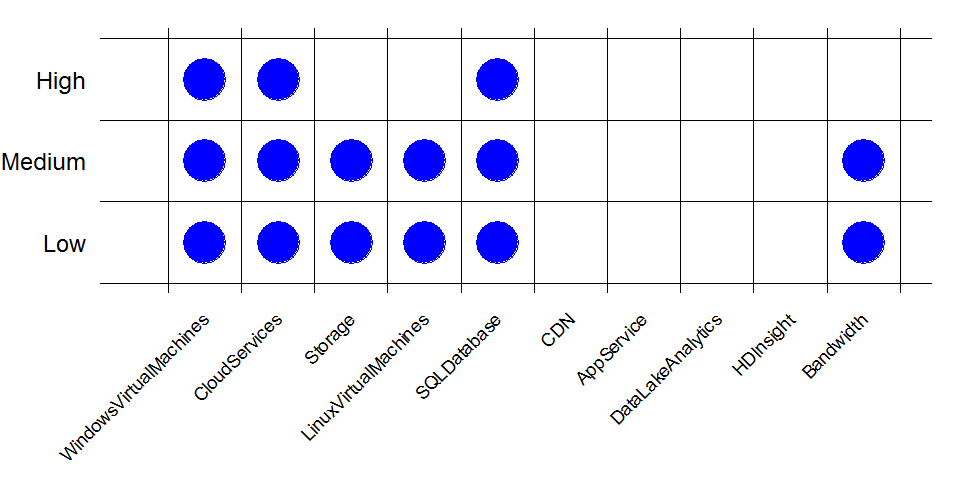 High
Medium
Low
WindowsVirtualMachines
CloudServices
Storage
LinuxVirtualMachines
SQLDatabase
CDN
AppService
DataLakeAnalytics
HDInsight
Bandwidth